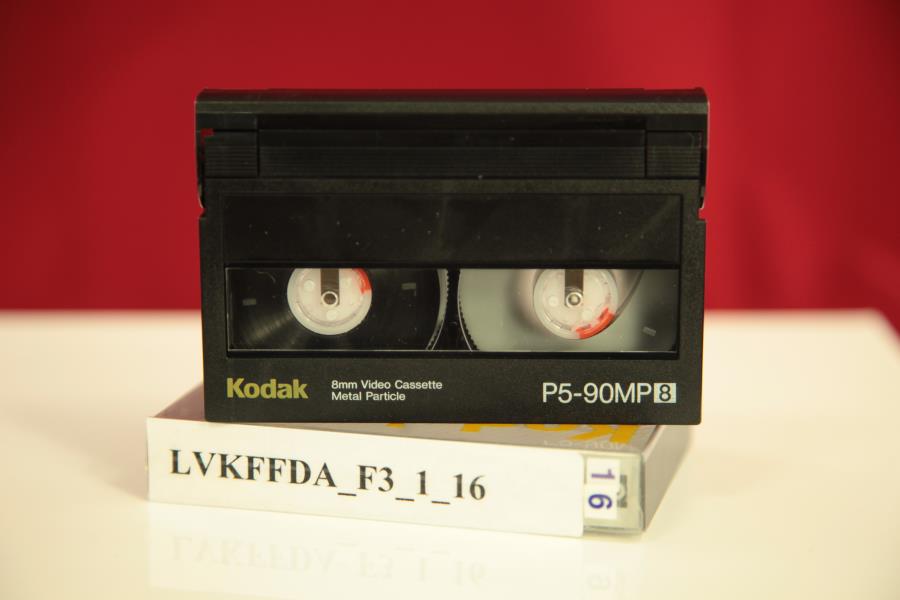 Kodak
8mm Video Cassette
Metal Particle
P5-90MP8
LVKFFDA_F3_1_16
16